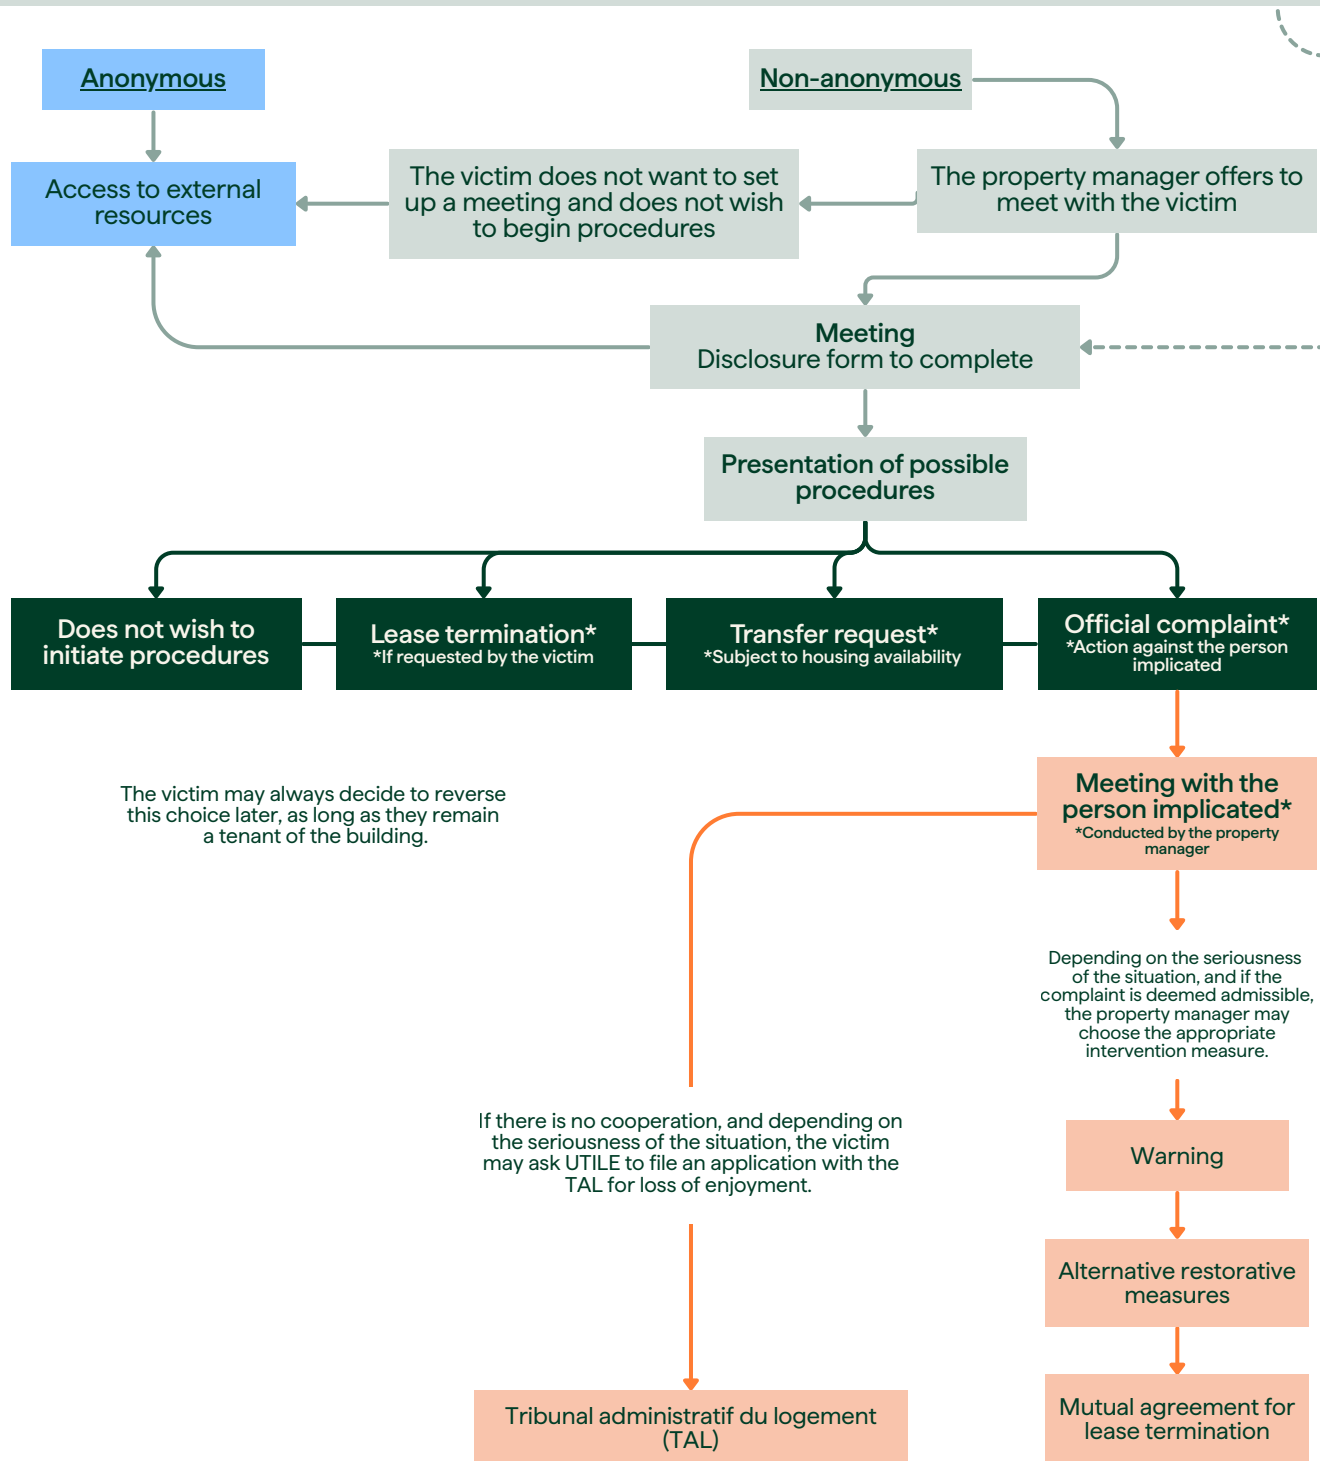 Anonymous
Non-anonymous
Access to external
resources
The victim does not want to set
up a meeting and does not wish
to begin procedures
The property manager offers to
meet with the victim
Meeting
Disclosure form to complete
Presentation of possible
procedures
Does not wish to
initiate procedures
Lease termination*
*If requested by the victim
Transfer request*
*Subject to housing availability
Official complaint*
*Action against the person
implicated
The victim may always decide to reverse
this choice later, as long as they remain
a tenant of the building.
Meeting with the
person implicated*
*Conducted by the property
manager
Depending on the seriousness
of the situation, and if the
complaint is deemed admissible,
the property manager may
choose the appropriate
intervention measure.
If there is no cooperation, and depending on
the seriousness of the situation, the victim
may ask UTILE to file an application with the
TAL for loss of enjoyment.
Warning
Alternative restorative
measures
Tribunal administratif du logement
(TAL)
Mutual agreement for
lease termination